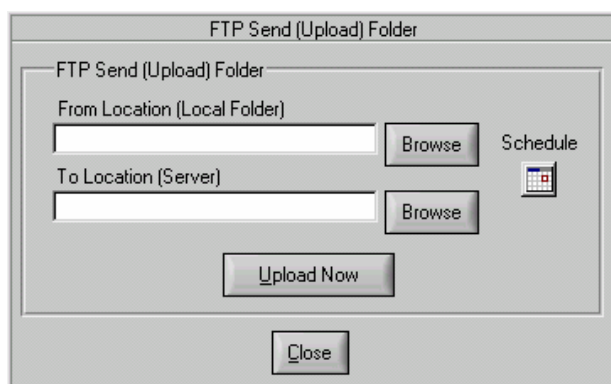 FTP Send (Upload) Folder
FTP Send (Upload) Folder
From Location (Local Folder)
Browse
Schedule
To Location (Server)
Browse
Upload Now
Close